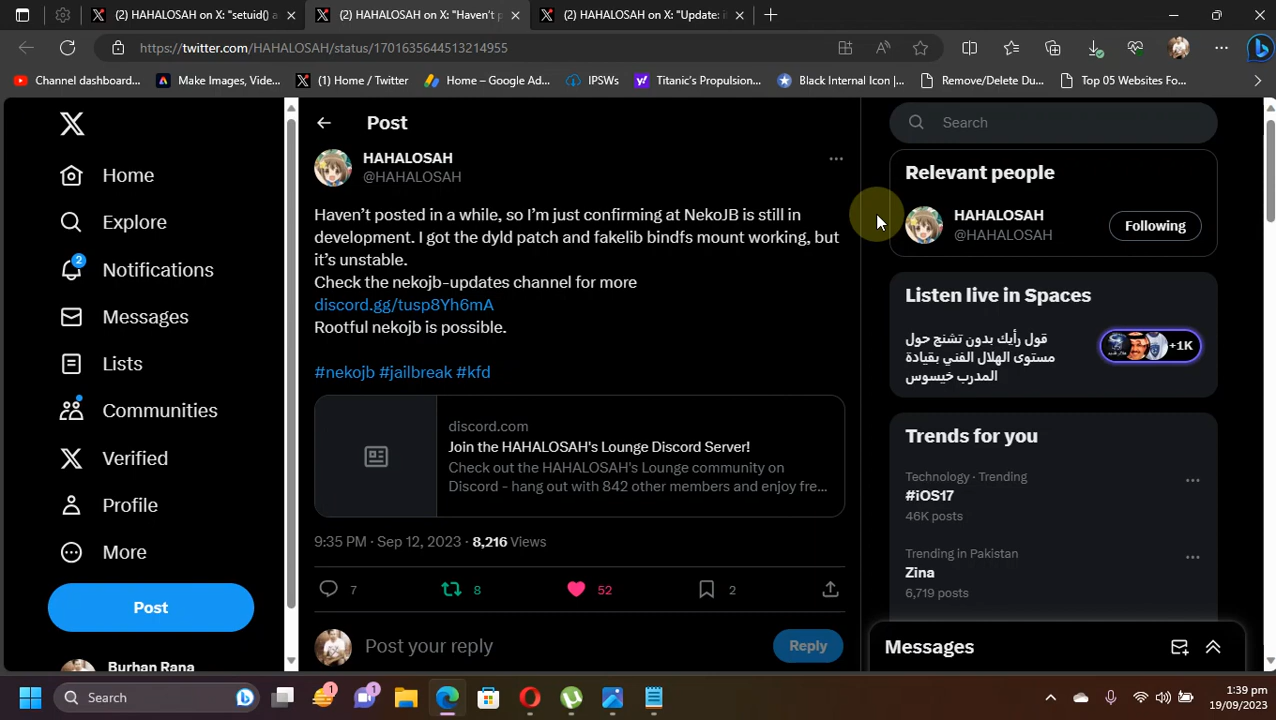 (2) HAHALOSAH on X: "setuid() a
(2) HAHALOSAH on X: "Haven't p
(2) HAHALOSAH on X: "Update: i
https://twitter.com/HAHALOSAH/status/1701635644513214955
Channel dashboard...
Make Images, Vide...
(1) Home / Twitter
Home – Google Ad...
IPSWs
Titanic's Propulsion...
Black Internal Icon |...
Remove/Delete Du...
Top 05 Websites Fo...
Home
Explore
2
Notifications
Messages
Lists
Communities
Verified
Profile
More
Post
Burhan Rana
Post
HAHALOSAH
@HAHALOSAH
Haven't posted in a while, so I'm just confirming at NekoJB is still in
development. I got the dyld patch and fakelib bindfs mount working, but
it's unstable.
Check the nekojb-updates channel for more
discord.gg/tusp8Yh6mA
Rootful nekojb is possible.
#nekojb #jailbreak #kfd
discord.com
Join the HAHALOSAH's Lounge Discord Server!
Check out the HAHALOSAH's Lounge community on
Discord - hang out with 842 other members and enjoy fre...
9:35 PM · Sep 12, 2023 · 8,216 Views
7
8
52
2
Post your reply
Reply
Search
Relevant people
HAHALOSAH
@HAHALOSAH
Following
Listen live in Spaces
قول رأيك بدون تشنج حول
مستوى الهلال الفني بقيادة
المدرب خيسوس
+1K
Trends for you
Technology · Trending
#iOS17
46K posts
Trending in Pakistan
Zina
6,719 posts
Messages
Search
1
1
1:39 pm
19/09/2023